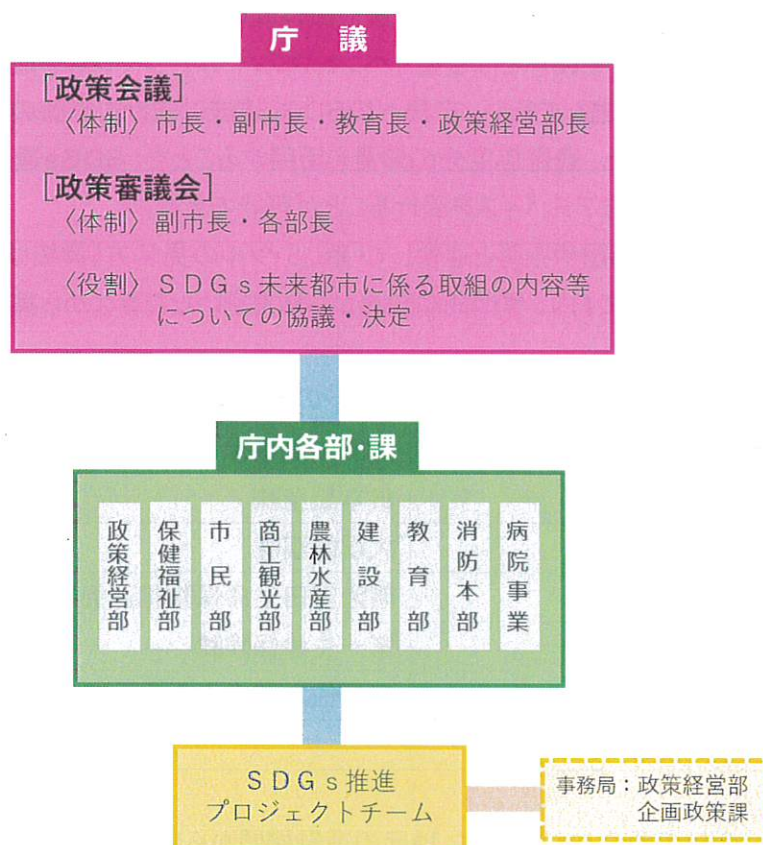 庁　議
［政策会議］
〈体制〉市長・副市長・教育長・政策経営部長
［政策審議会］
〈体制〉副市長・各部長
〈役割〉ＳＤＧｓ未来都市に係る取組の内容等
についての協議・決定
庁内各部・課
政策経営部
保健福祉部
市民部
商工観光部
農林水産部
建設部
教育部
消防本部
病院事業
ＳＤＧｓ推進
プロジェクトチーム
事務局：政策経営部
企画政策課